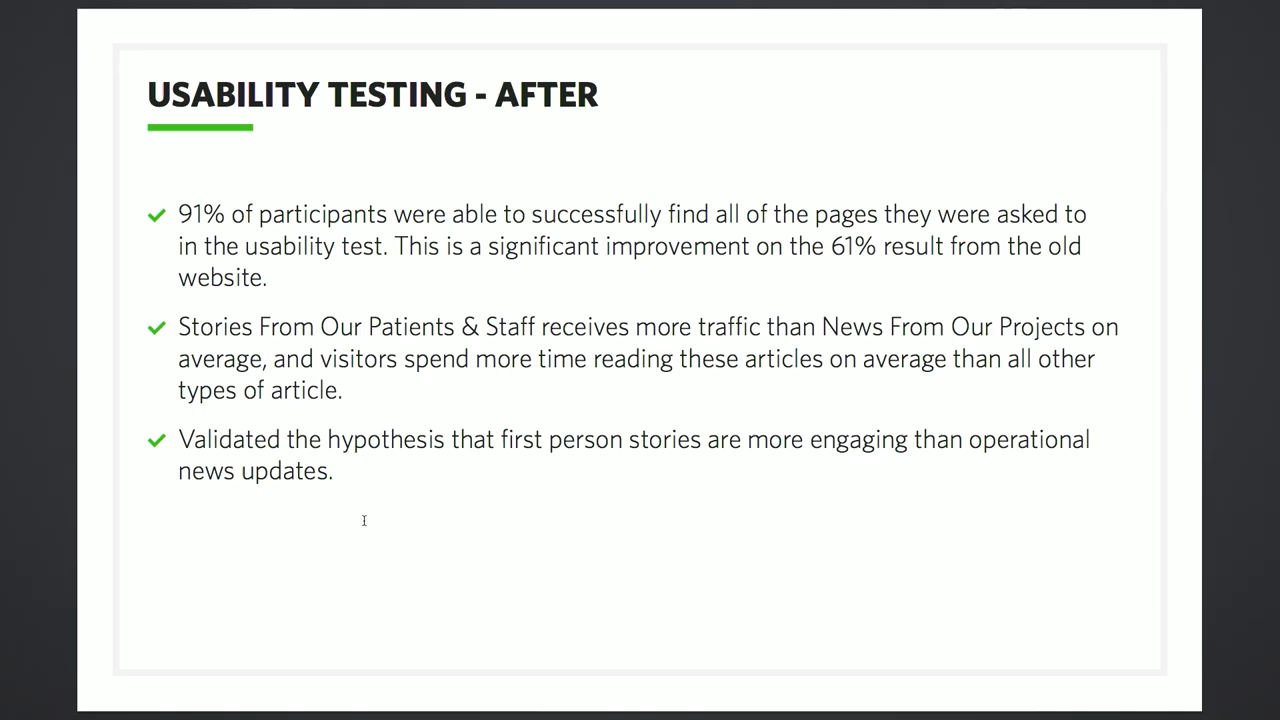 USABILITY TESTING - AFTER
91% of participants were able to successfully find all of the pages they were asked to
in the usability test. This is a significant improvement on the 61% result from the old
website.
Stories From Our Patients & Staff receives more traffic than News From Our Projects on
average, and visitors spend more time reading these articles on average than all other
types of article.
Validated the hypothesis that first person stories are more engaging than operational
news updates.